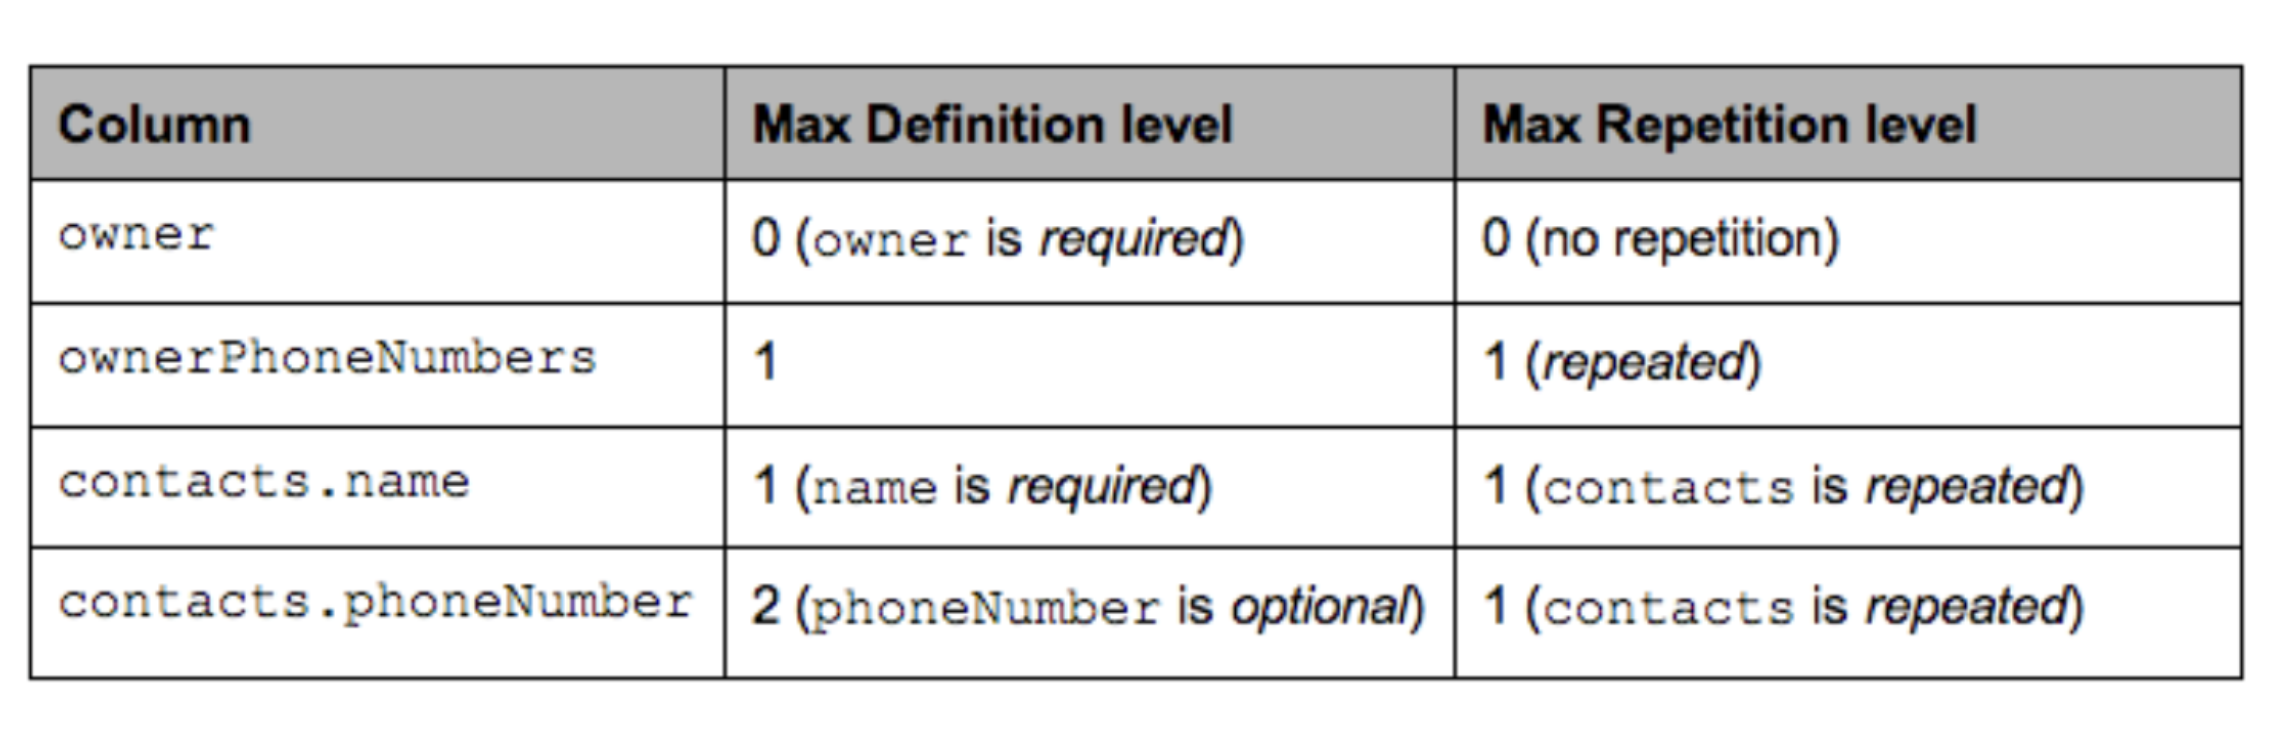 Column Max Definition level Max Repetition level
owner 0 (owner is required) 0 (no repetition)
ownerPhoneNumbers 1 1 (repeated)
contacts.name 1 (name is required) 1 (contacts is repeated)
contacts.phoneNumber 2 (phoneNumber is optional) 1 (contacts is repeated)